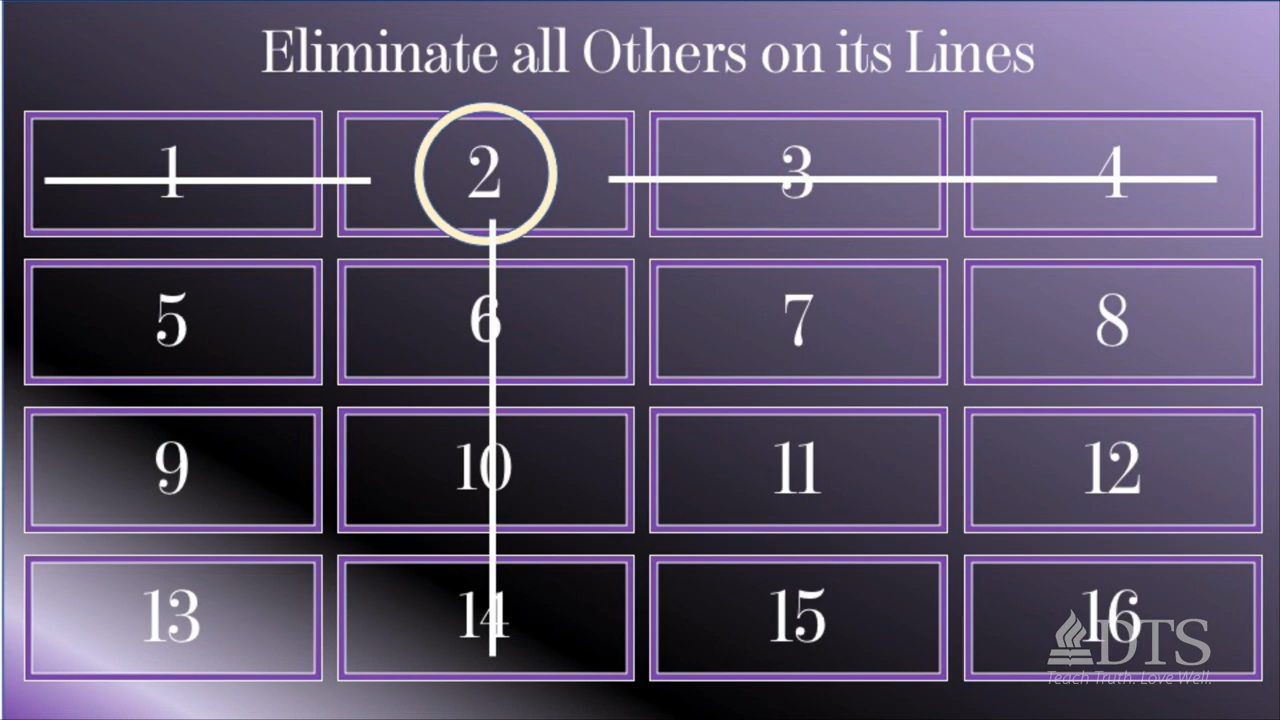 Eliminate all Others on its Lines
1 2 3 4
5 6 7 8
9 10 11 12
13 14 15 16
DTS
Teach Truth. Love Well.